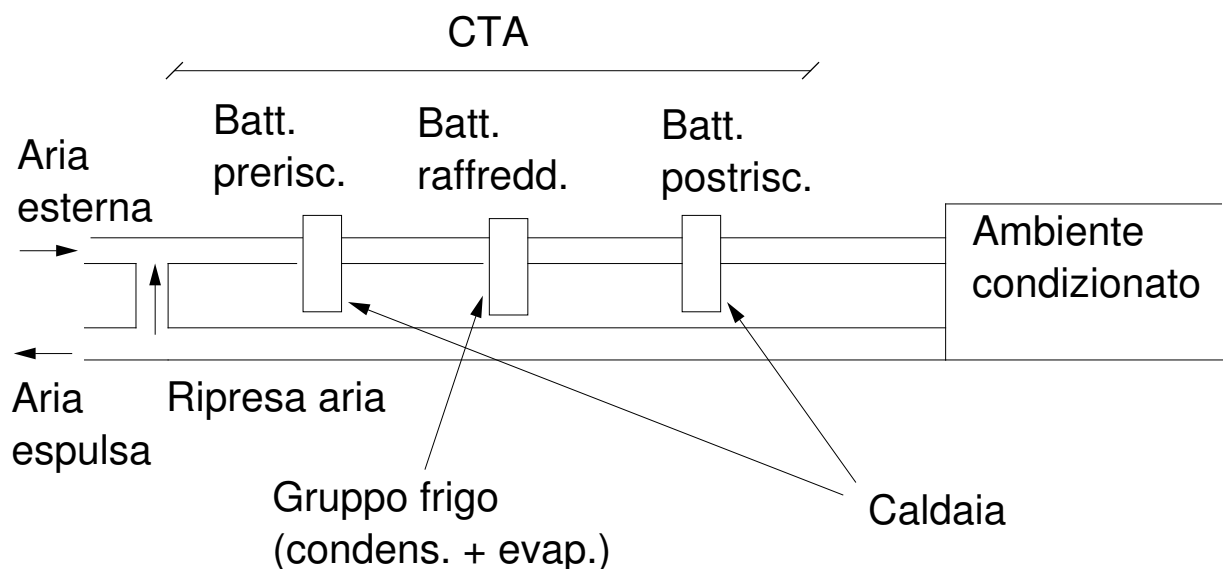 CTA
Batt.
prerisc.
Batt.
raffredd.
Batt.
postrisc.
Aria
esterna
Ambiente
condizionato
Aria
espulsa
Ripresa aria
Gruppo frigo
(condens. + evap.)
Caldaia